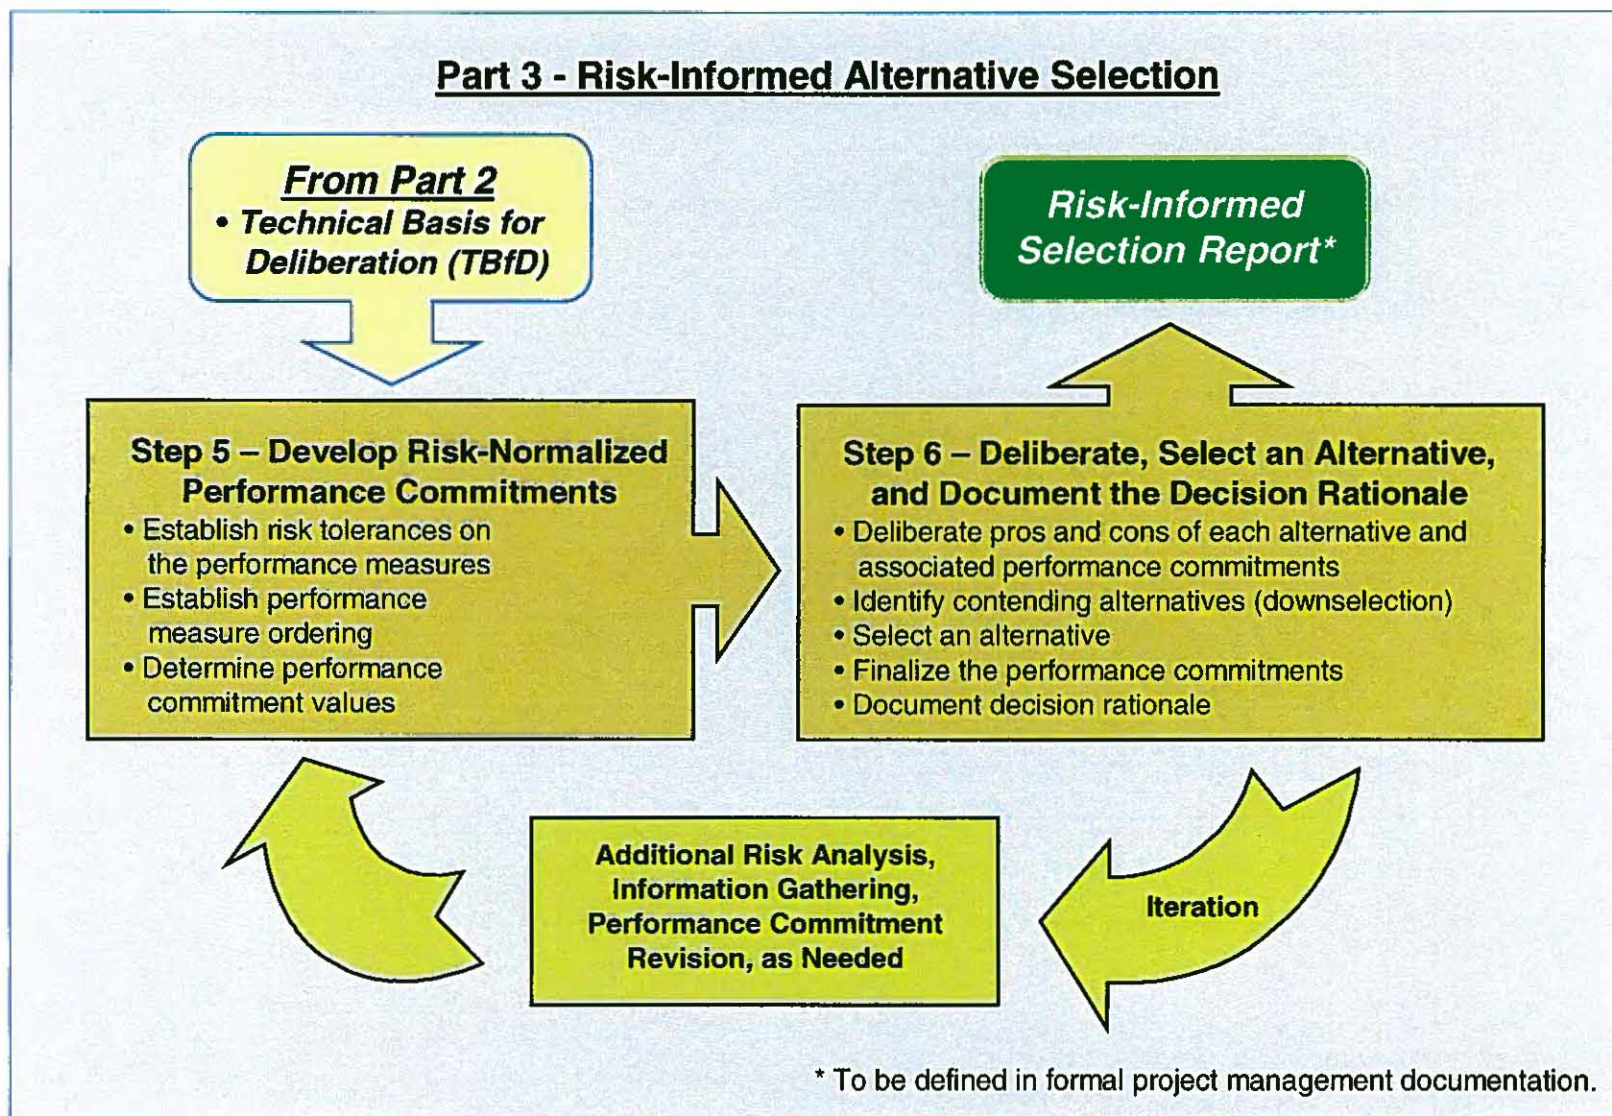 Part 3 - Risk-Informed Alternative Selection
From Part 2
• Technical Basis for
Deliberation (TBfD)
Risk-Informed
Selection Report*
Step 5 – Develop Risk-Normalized
Performance Commitments
• Establish risk tolerances on
the performance measures
• Establish performance
measure ordering
• Determine performance
commitment values
Step 6 – Deliberate, Select an Alternative,
and Document the Decision Rationale
• Deliberate pros and cons of each alternative and
associated performance commitments
• Identify contending alternatives (downselection)
• Select an alternative
• Finalize the performance commitments
• Document decision rationale
Additional Risk Analysis,
Information Gathering,
Performance Commitment
Revision, as Needed
Iteration
* To be defined in formal project management documentation.